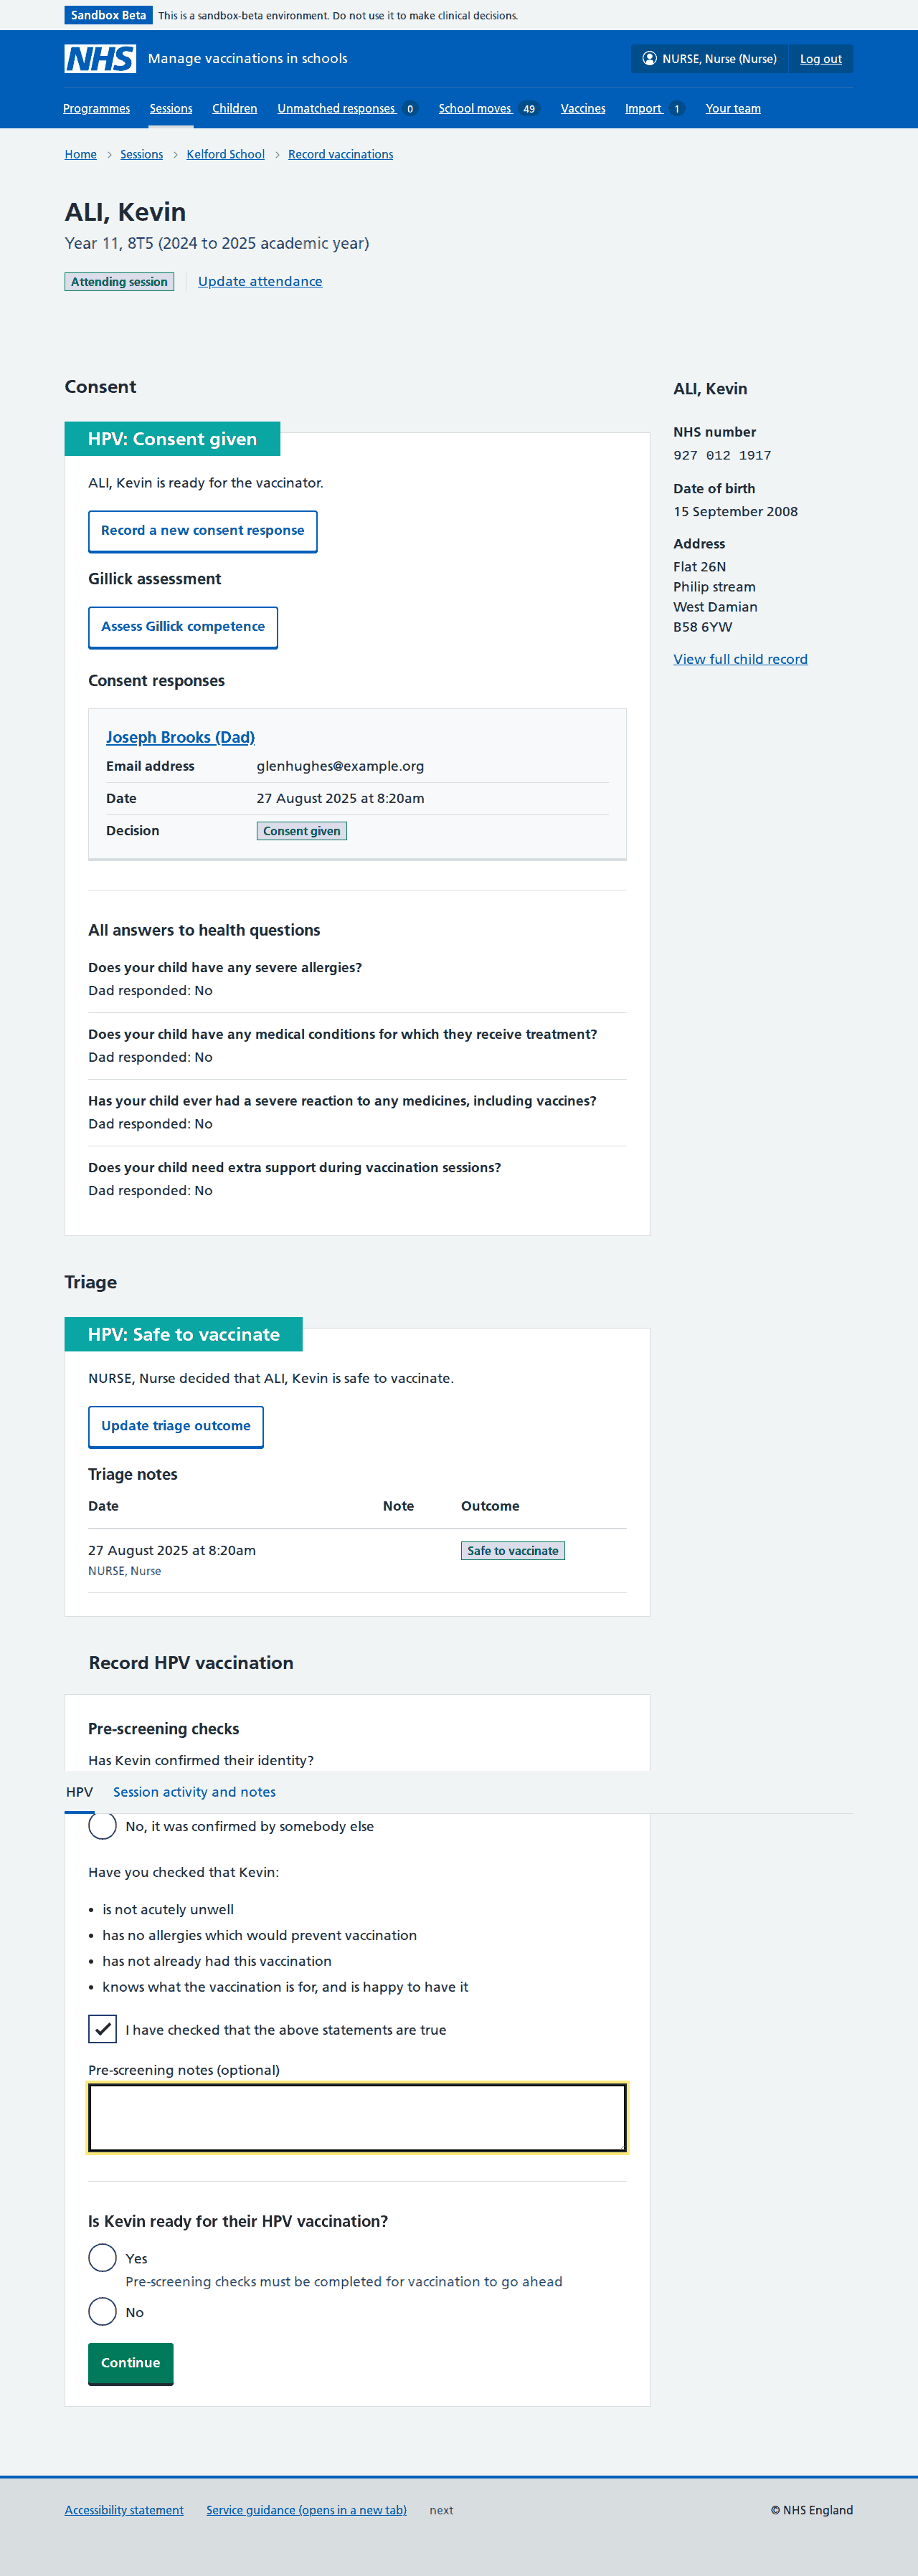 Sandbox Beta This is a sandbox-beta environment. Do not use it to make clinical decisions.
NHS Manage vaccinations in schools NURSE, Nurse (Nurse) Log out
Programmes Sessions Children Unmatched responses 0 School moves 49 Vaccines Import 1 Your team
Home Sessions Kelford School Record vaccinations
ALI, Kevin
Year 11, 8T5 (2024 to 2025 academic year)
Attending session Update attendance
Consent
HPV: Consent given
ALI, Kevin is ready for the vaccinator.
Record a new consent response
Gillick assessment
Assess Gillick competence
Consent responses
Joseph Brooks (Dad)
Email address glenhughes@example.org
Date 27 August 2025 at 8:20am
Decision Consent given
All answers to health questions
Does your child have any severe allergies?
Dad responded: No
Does your child have any medical conditions for which they receive treatment?
Dad responded: No
Has your child ever had a severe reaction to any medicines, including vaccines?
Dad responded: No
Does your child need extra support during vaccination sessions?
Dad responded: No
ALI, Kevin
NHS number
927 012 1917
Date of birth
15 September 2008
Address
Flat 26N
Philip stream
West Damian
B58 6YW
View full child record
Triage
HPV: Safe to vaccinate
NURSE, Nurse decided that ALI, Kevin is safe to vaccinate.
Update triage outcome
Triage notes
Date Note Outcome
27 August 2025 at 8:20am Safe to vaccinate
NURSE, Nurse
Record HPV vaccination
Pre-screening checks
Has Kevin confirmed their identity?
HPV Session activity and notes
No, it was confirmed by somebody else
Have you checked that Kevin:
• is not acutely unwell
• has no allergies which would prevent vaccination
• has not already had this vaccination
• knows what the vaccination is for, and is happy to have it
I have checked that the above statements are true
Pre-screening notes (optional)
Is Kevin ready for their HPV vaccination?
Yes
Pre-screening checks must be completed for vaccination to go ahead
No
Continue
Accessibility statement Service guidance (opens in a new tab) next © NHS England